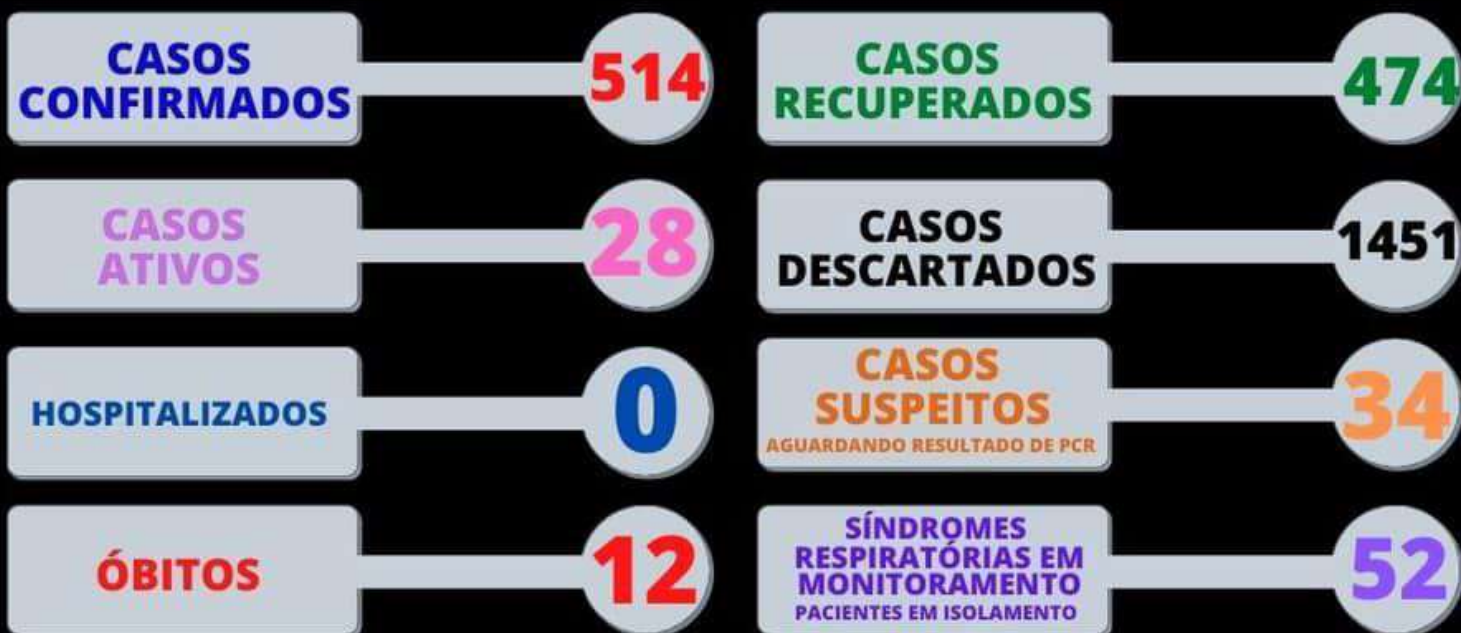 CASOS
CONFIRMADOS
514
CASOS
RECUPERADOS
474
CASOS
ATIVOS
28
CASOS
DESCARTADOS
1451
HOSPITALIZADOS
0
CASOS
SUSPEITOS
AGUARDANDO RESULTADO DE PCR
34
ÓBITOS
12
SÍNDROMES
RESPIRATÓRIAS EM
MONITORAMENTO
PACIENTES EM ISOLAMENTO
52